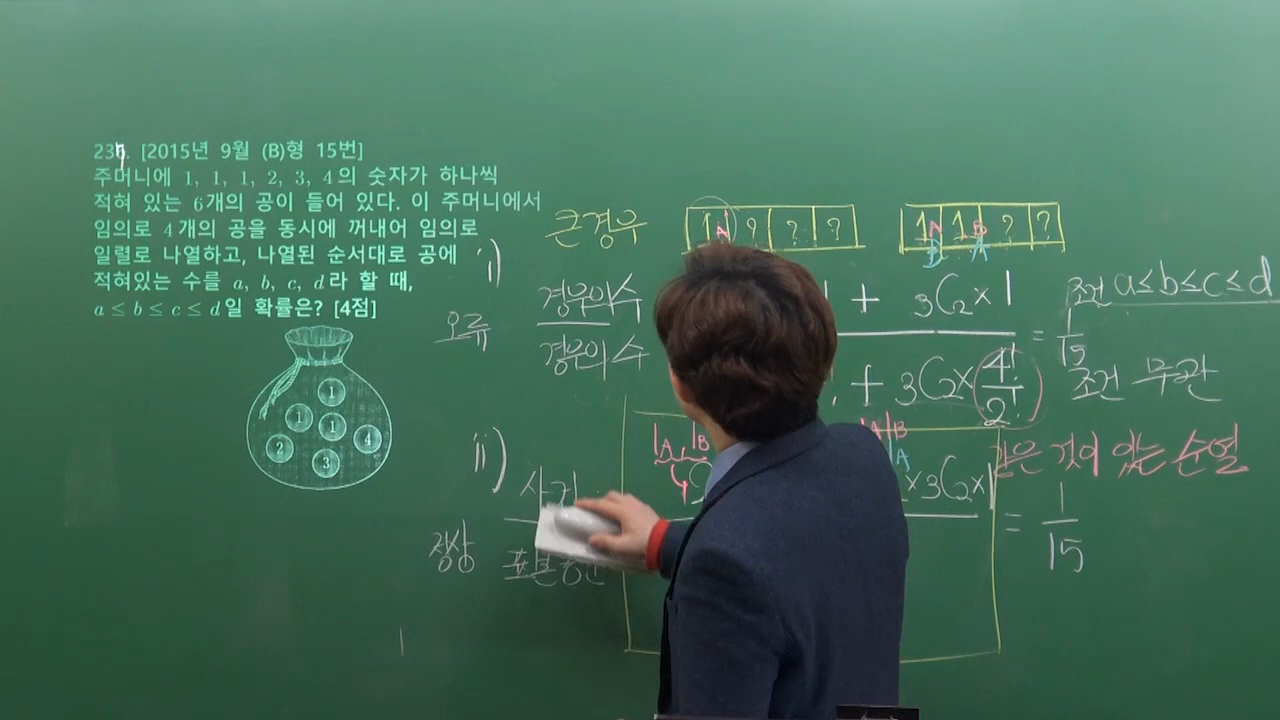 237. [2015년 9월 (B)형 15번]
주머니에 1, 1, 1, 2, 3, 4의 숫자가 하나씩
적혀 있는 6개의 공이 들어 있다. 이 주머니에서
임의로 4개의 공을 동시에 꺼내어 임의로
일렬로 나열하고, 나열된 순서대로 공에
적혀있는 수를 a, b, c, d라 할 때,
a ≤ b ≤ c ≤ d일 확률은? [4점]
1
1
1
4
2
3
큰경우
1 A ? ? ?
1 A 1 B ? ?
B A
i)
오류
경우의수
경우의수
+ 3C2×1
+ 3C2× 4!/2!
= 1/15
조건 a≤b≤c≤d
조건 무관
같은 것이 있는 순열
ii)
정상
A B
A B
A
×3C2×1
= 1/15